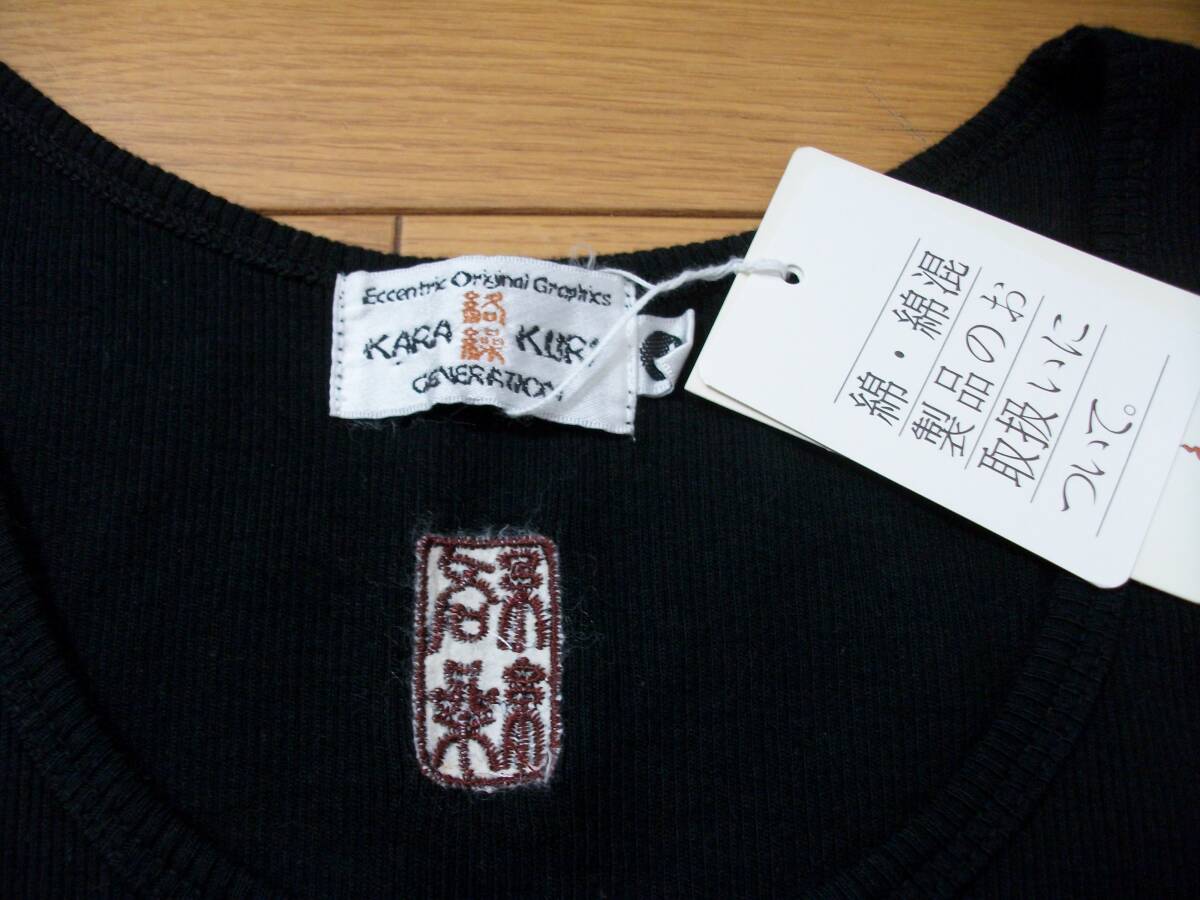 Eccentric Original Graphics
KARA KURI
GENERATION
綿・綿混
製品のお
取扱いに
ついて。